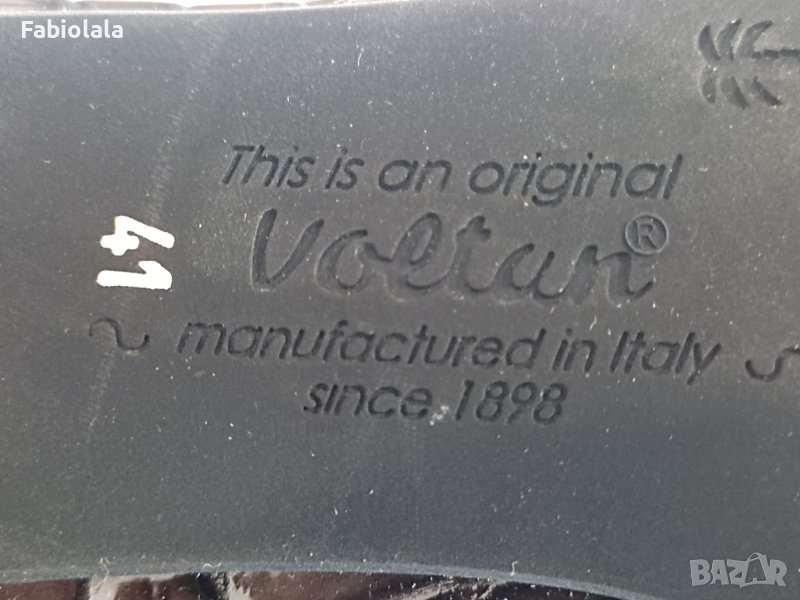 Fabiolala
This is an original
Voltan®
41
manufactured in Italy
since 1898
BAZAR